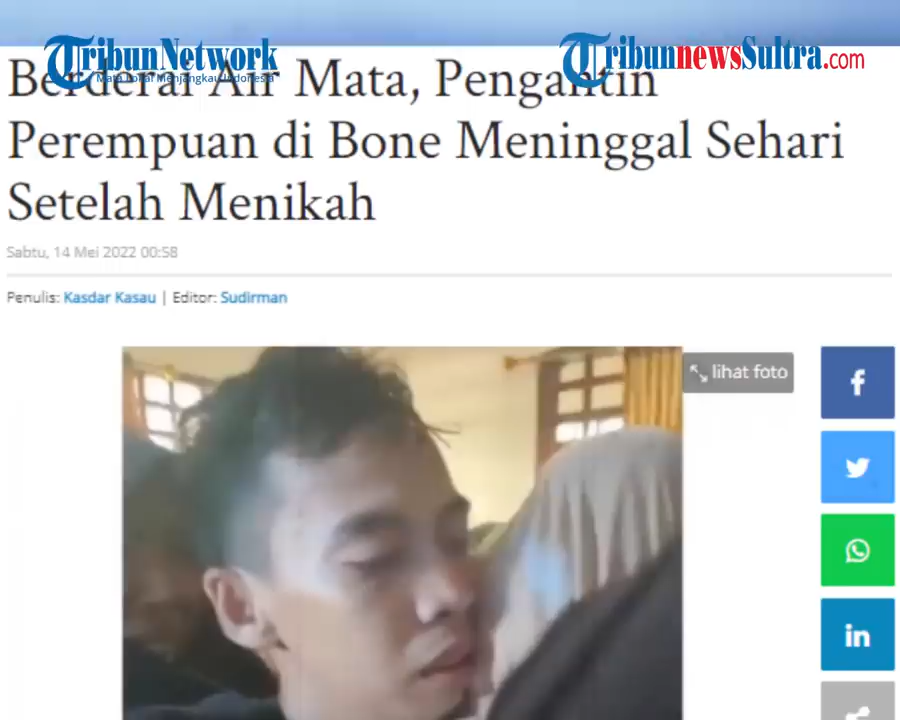 TribunNetwork
Mata Lokal Menjangkau Indonesia
TribunnewsSultra.com
Berderai Air Mata, Pengantin
Perempuan di Bone Meninggal Sehari
Setelah Menikah
Sabtu, 14 Mei 2022 00:58
Penulis: Kasdar Kasau | Editor: Sudirman
lihat foto